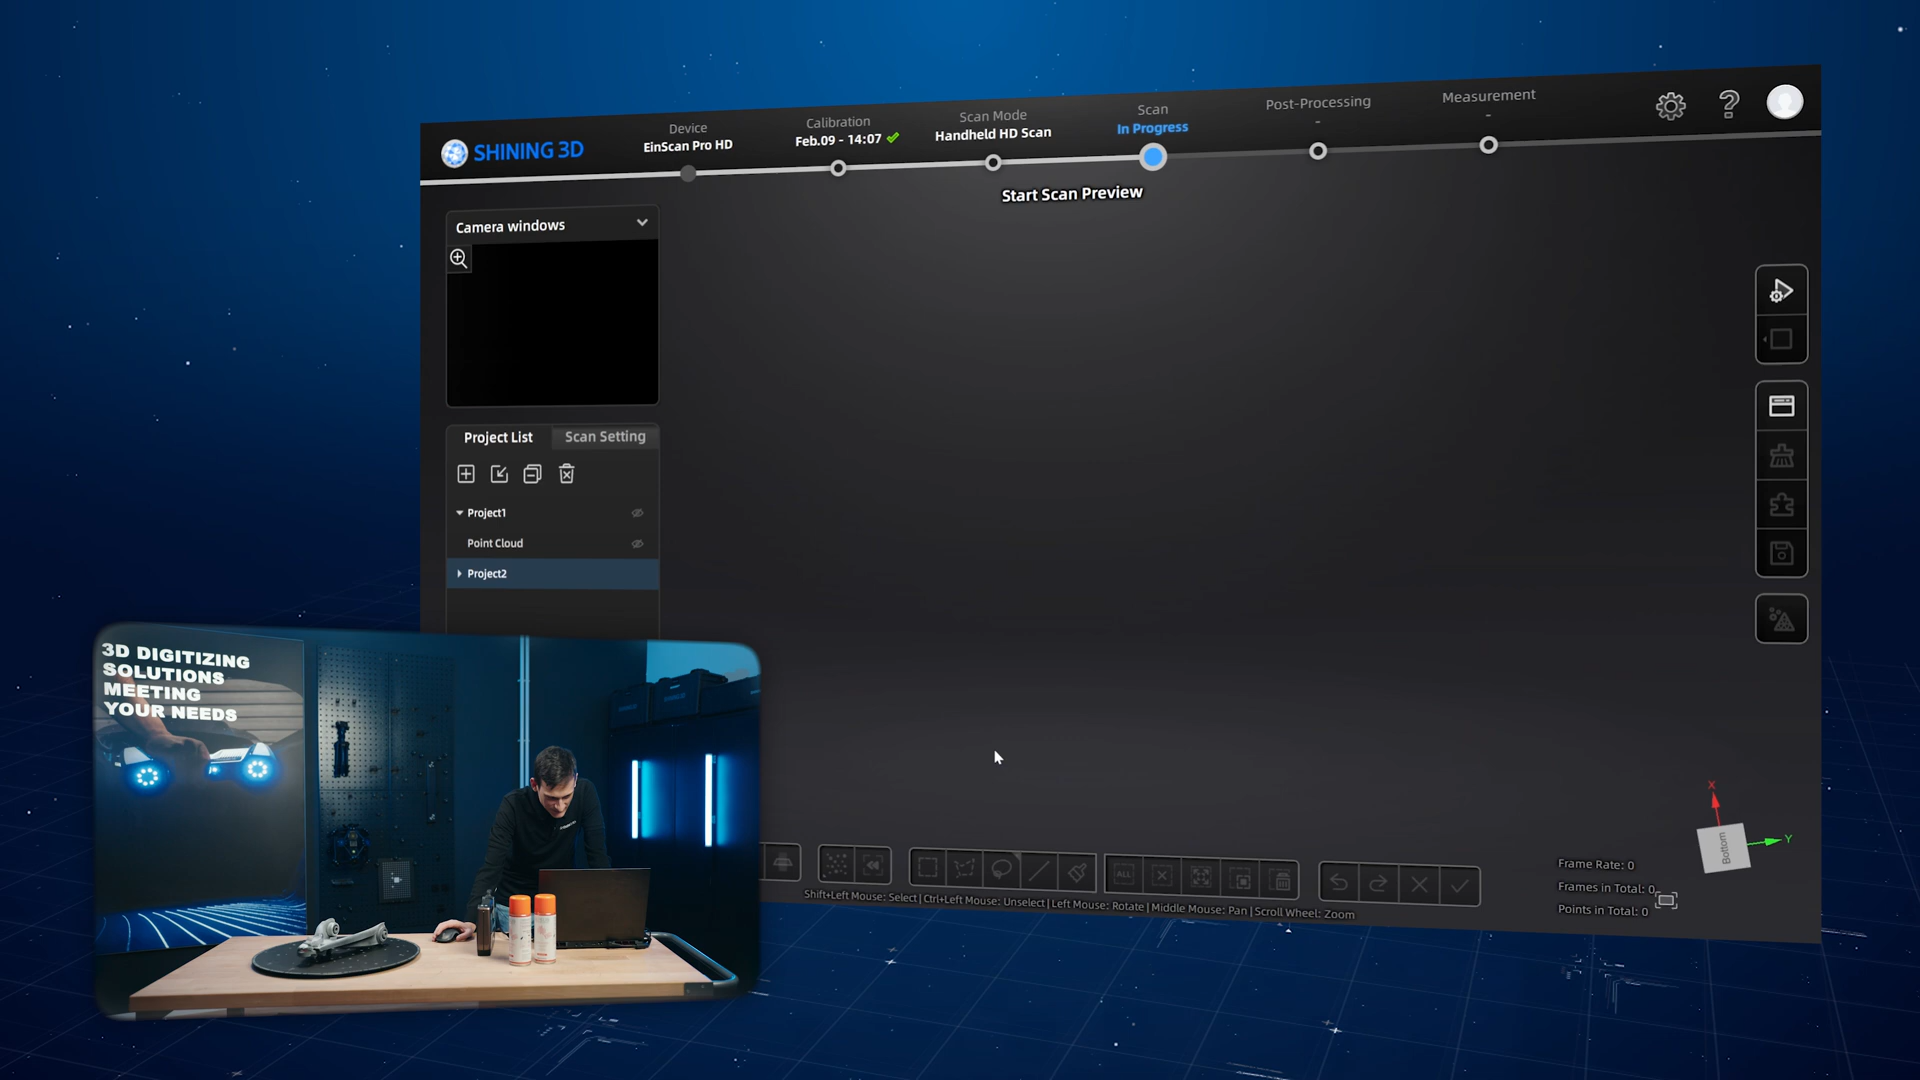 SHINING 3D
Device
EinScan Pro HD
Calibration
Feb.09 - 14:07
Scan Mode
Handheld HD Scan
Scan
In Progress
Post-Processing
-
Measurement
-
Start Scan Preview
Camera windows
Project List
Scan Setting
Project1
Point Cloud
Project2
3D DIGITIZING
SOLUTIONS
MEETING
YOUR NEEDS
ALL
Shift+Left Mouse: Select | Ctrl+Left Mouse: Unselect | Left Mouse: Rotate | Middle Mouse: Pan | Scroll Wheel: Zoom
X
Y
Bottom
Frame Rate: 0
Frames in Total: 0
Points in Total: 0